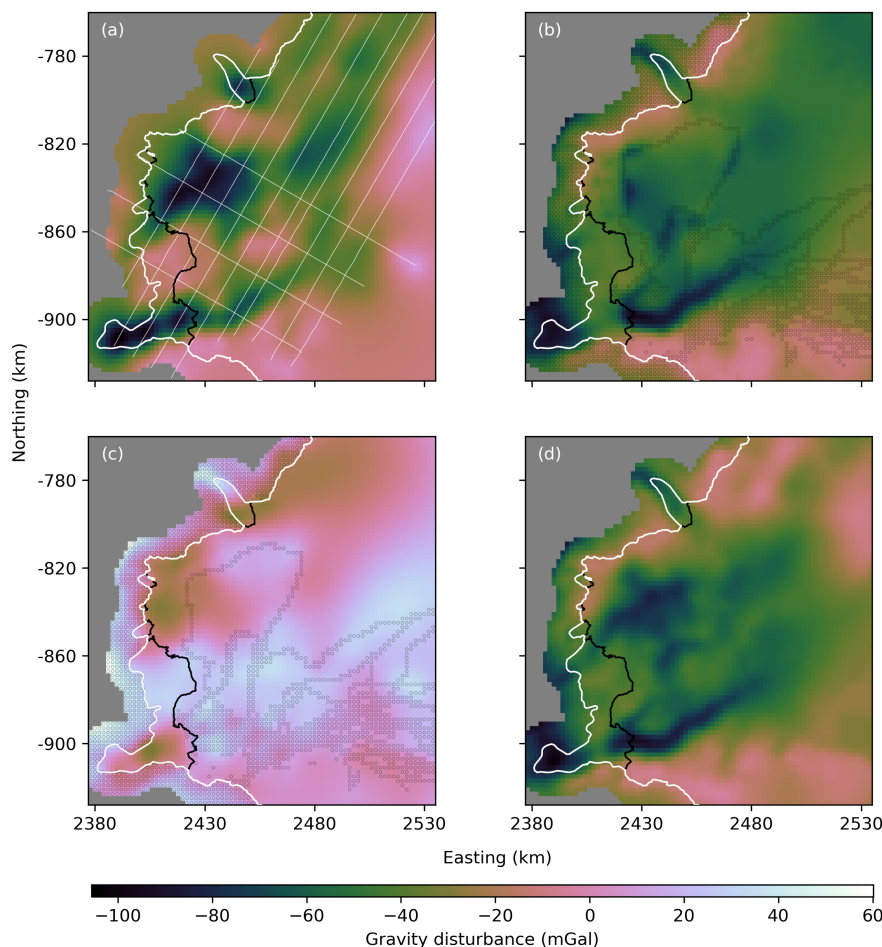 (a)
(b)
-780
-820
-860
-900
Northing (km)
(c)
(d)
-780
-820
-860
-900
2380 2430 2480 2530
2380 2430 2480 2530
Easting (km)
−100 −80 −60 −40 −20 0 20 40 60
Gravity disturbance (mGal)